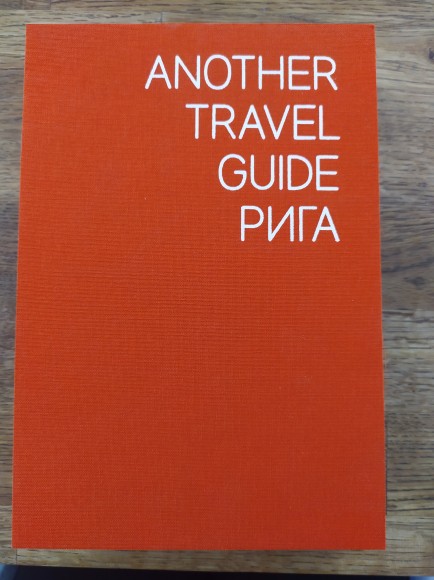 ANOTHER
TRAVEL
GUIDE
РИГА